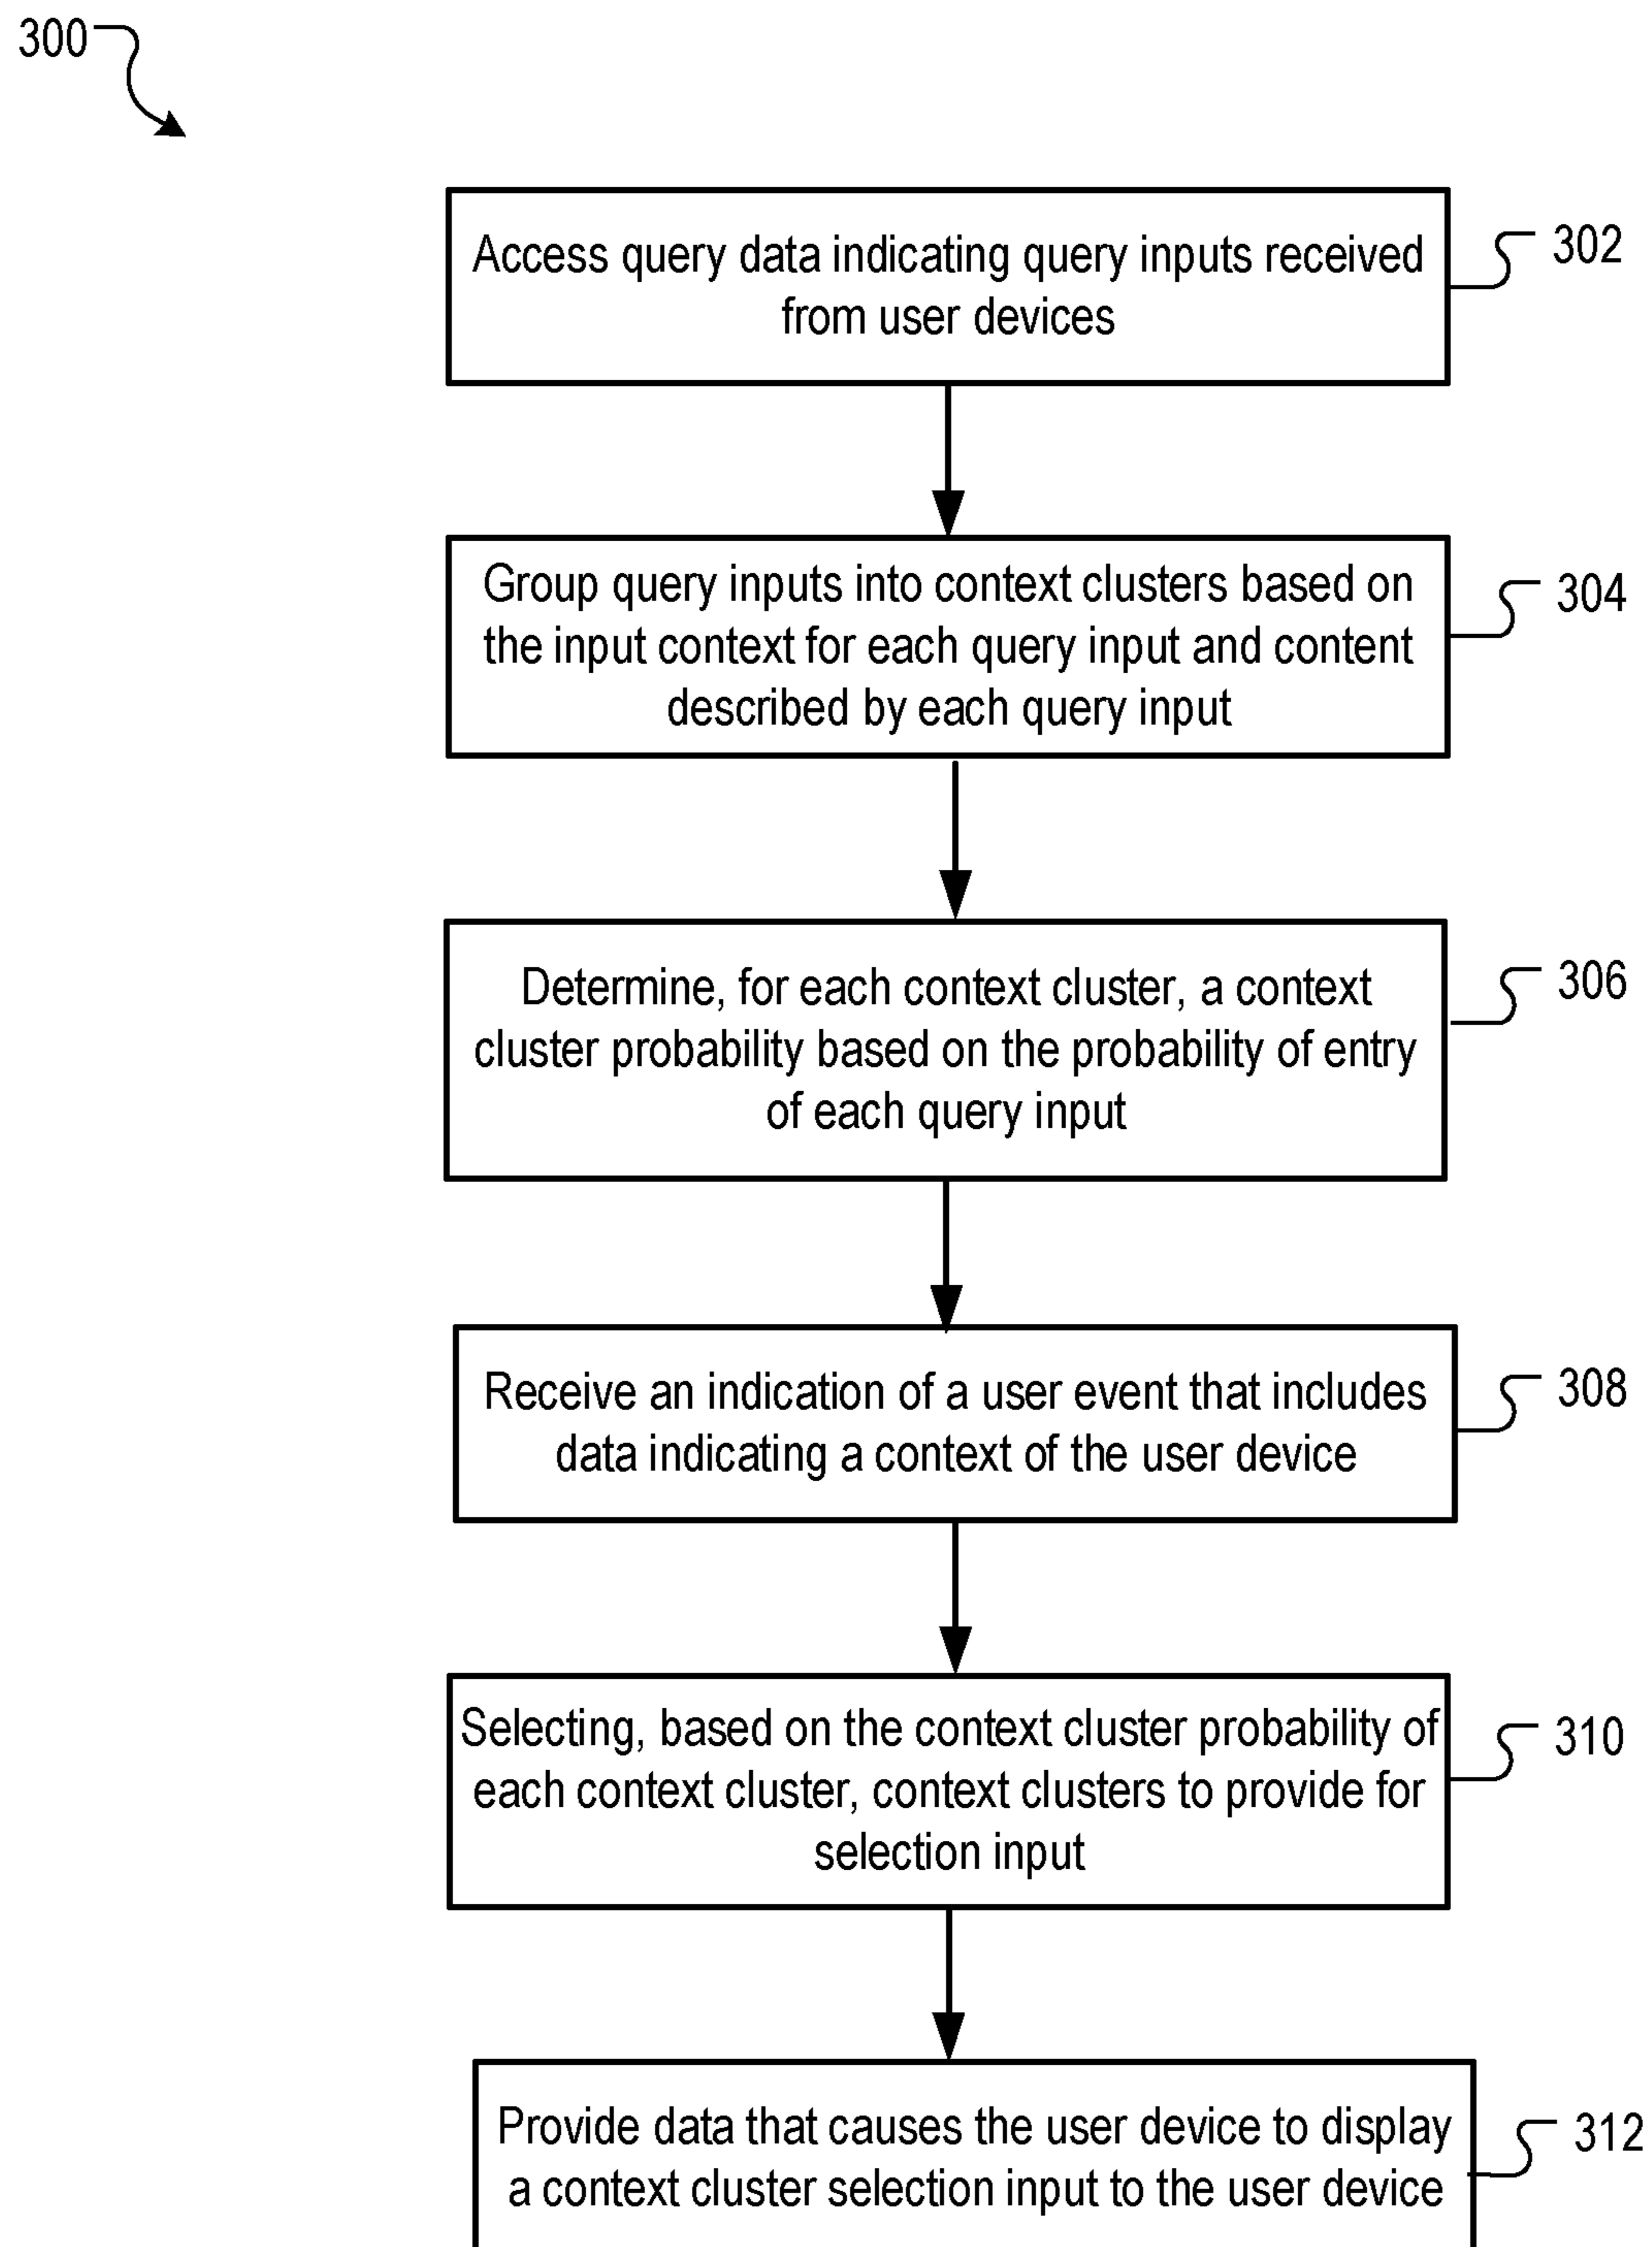 300
Access query data indicating query inputs received
from user devices
302
Group query inputs into context clusters based on
the input context for each query input and content
described by each query input
304
Determine, for each context cluster, a context
cluster probability based on the probability of entry
of each query input
306
Receive an indication of a user event that includes
data indicating a context of the user device
308
Selecting, based on the context cluster probability of
each context cluster, context clusters to provide for
selection input
310
Provide data that causes the user device to display
a context cluster selection input to the user device
312